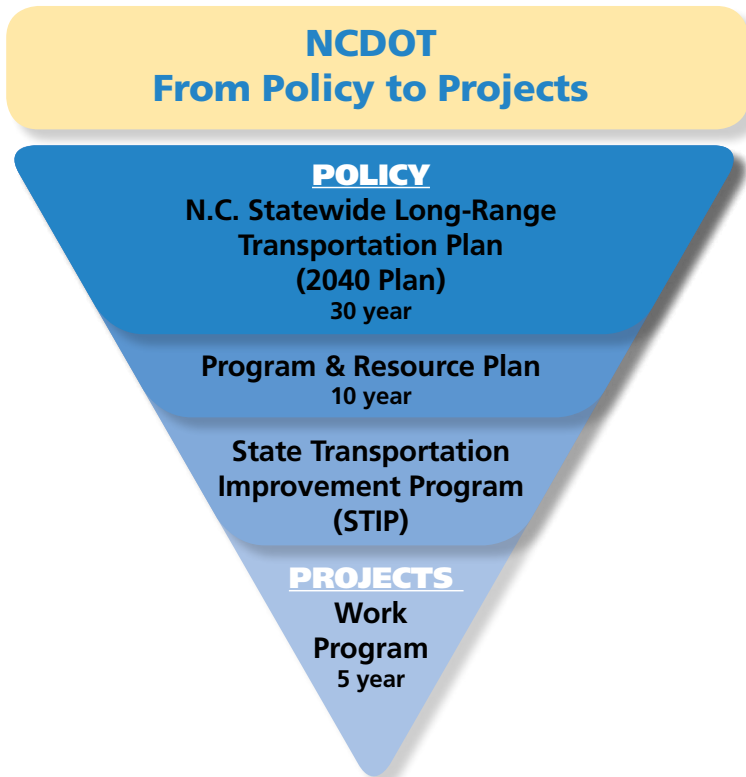 NCDOT
From Policy to Projects
POLICY
N.C. Statewide Long-Range
Transportation Plan
(2040 Plan)
30 year
Program & Resource Plan
10 year
State Transportation
Improvement Program
(STIP)
PROJECTS
Work
Program
5 year